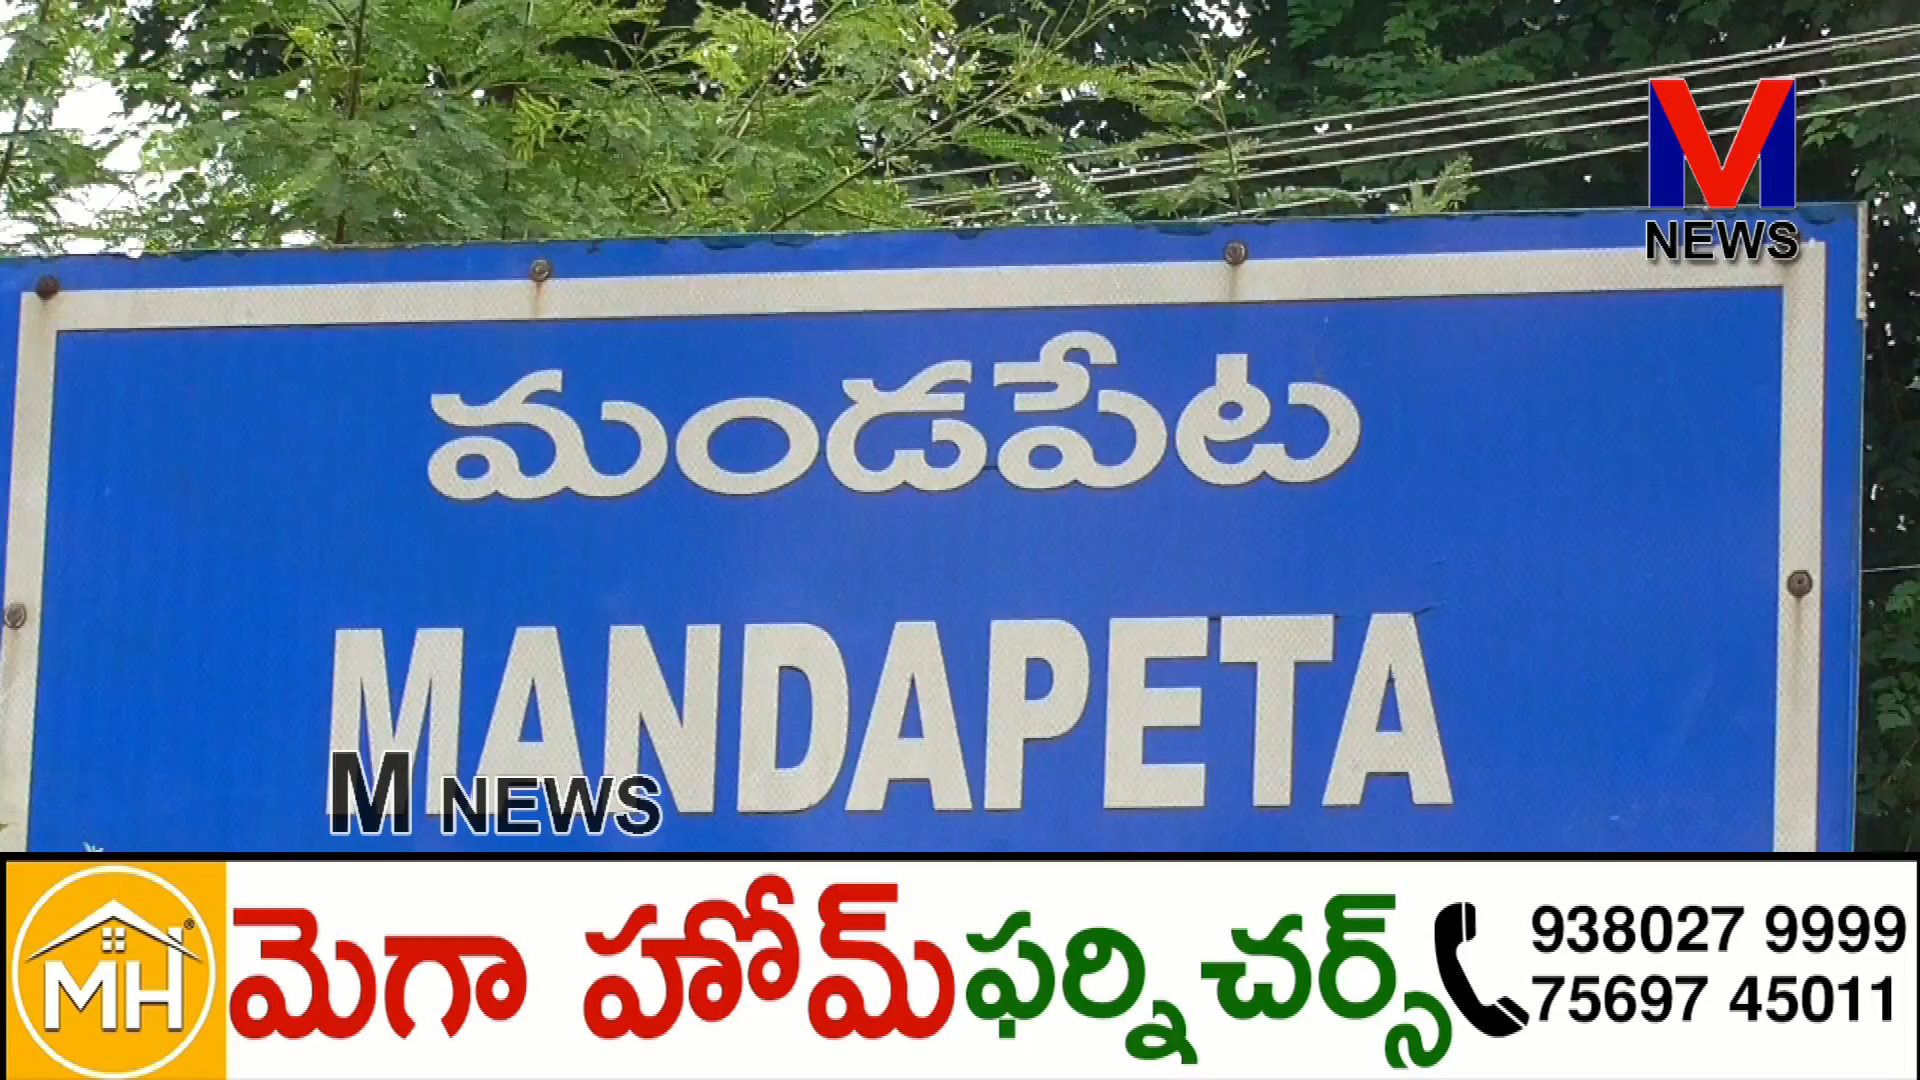 M
NEWS
మండపేట
MANDAPETA
M NEWS
MH®
మెగా హోమ్ ఫర్నిచర్స్
938027 9999
75697 45011